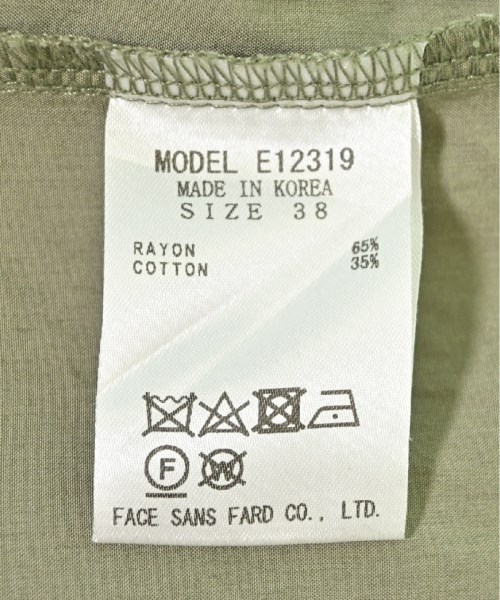 MODEL E12319
MADE IN KOREA
SIZE 38
RAYON 65%
COTTON 35%
F W
FACE SANS FARD CO., LTD.